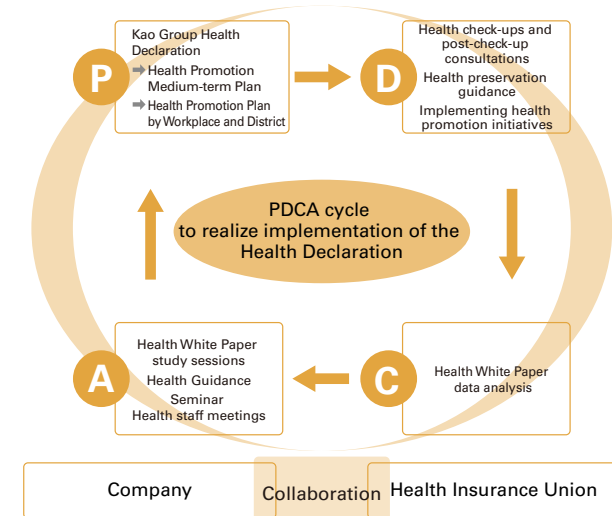 P
Kao Group Health
Declaration
Health Promotion
Medium-term Plan
Health Promotion Plan
by Workplace and District
D
Health check-ups and
post-check-up
consultations
Health preservation
guidance
Implementing health
promotion initiatives
PDCA cycle
to realize implementation of the
Health Declaration
A
Health White Paper
study sessions
Health Guidance
Seminar
Health staff meetings
C
Health White Paper
data analysis
Company
Collaboration
Health Insurance Union